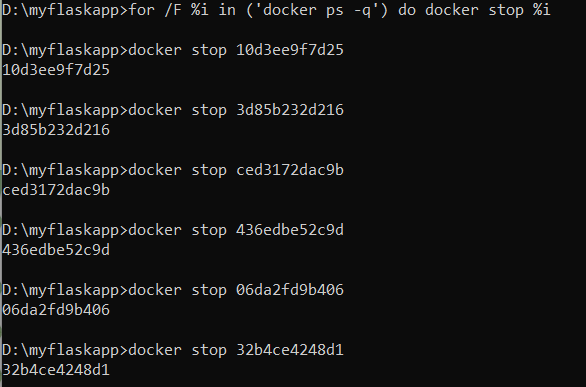 D:\myflaskapp>for /F %i in ('docker ps -q') do docker stop %i
D:\myflaskapp>docker stop 10d3ee9f7d25
10d3ee9f7d25
D:\myflaskapp>docker stop 3d85b232d216
3d85b232d216
D:\myflaskapp>docker stop ced3172dac9b
ced3172dac9b
D:\myflaskapp>docker stop 436edbe52c9d
436edbe52c9d
D:\myflaskapp>docker stop 06da2fd9b406
06da2fd9b406
D:\myflaskapp>docker stop 32b4ce4248d1
32b4ce4248d1